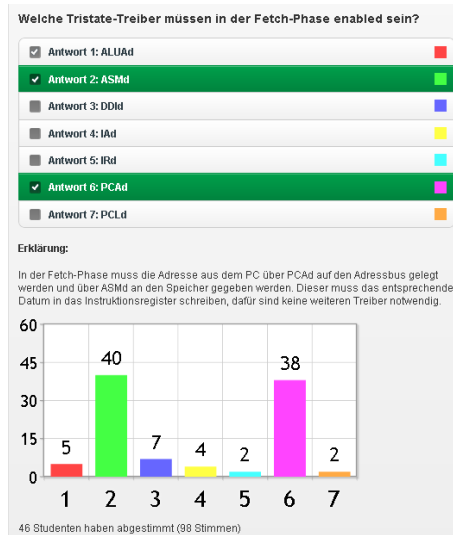 Welche Tristate-Treiber müssen in der Fetch-Phase enabled sein?
Antwort 1: ALUAd
Antwort 2: ASMd
Antwort 3: DDId
Antwort 4: IAd
Antwort 5: IRd
Antwort 6: PCAd
Antwort 7: PCLd
Erklärung:
In der Fetch-Phase muss die Adresse aus dem PC über PCAd auf den Adressbus gelegt
werden und über ASMd an den Speicher gegeben werden. Dieser muss das entsprechende
Datum in das Instruktionsregister schreiben, dafür sind keine weiteren Treiber notwendig.
60
45
30
15
0
5
40
7
4
2
38
2
1 2 3 4 5 6 7
46 Studenten haben abgestimmt (98 Stimmen)